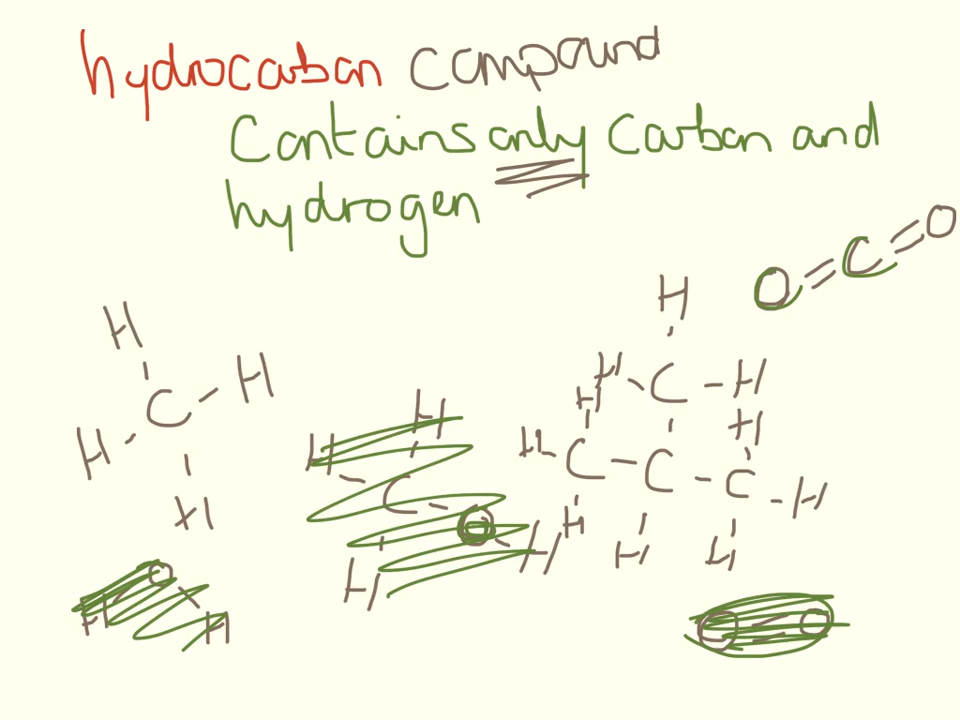 hydrocarbon compound
Contains only carbon and
hydrogen
O=C=O
H
H
H - C - H
H
H
C - H
H
H
H
H
H
C
O
H
H
H
H
H
C - C - C
H
H
H
H
O
H
H
O = O